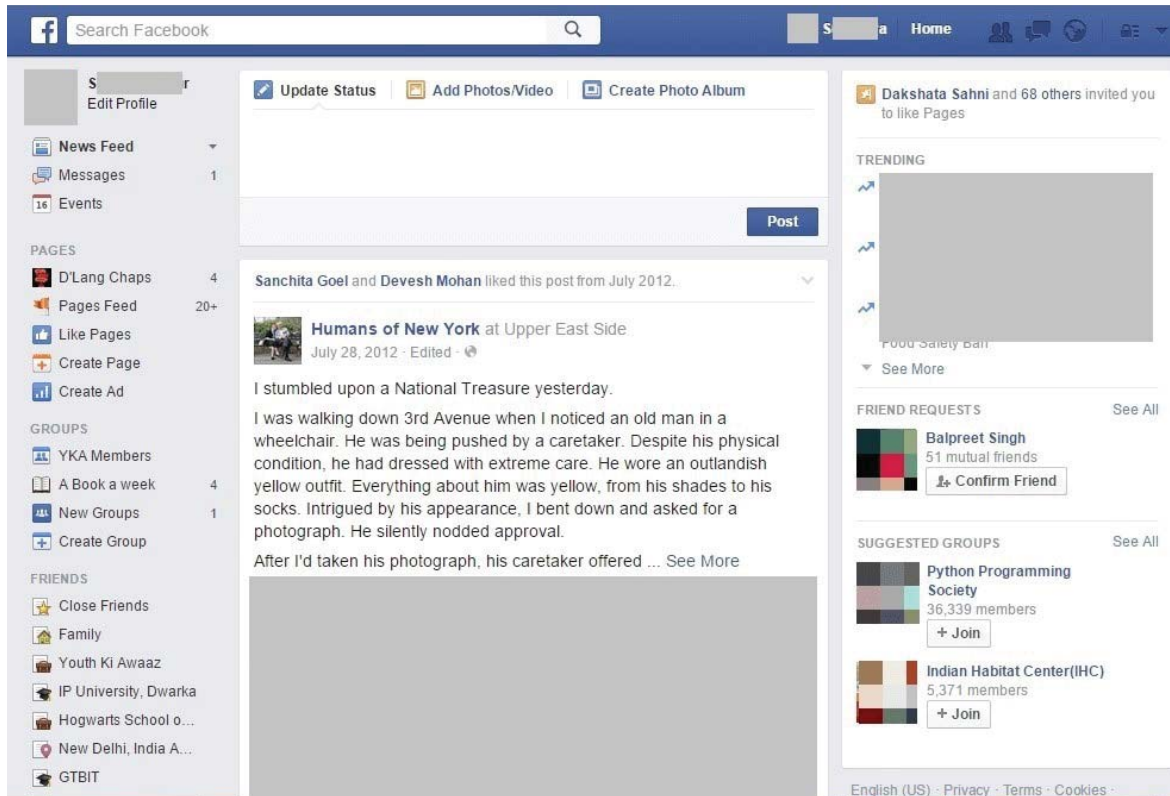 f
Search Facebook
S a Home
S r
Edit Profile
News Feed
Messages 1
16 Events
PAGES
D'Lang Chaps 4
Pages Feed 20+
Like Pages
Create Page
Create Ad
GROUPS
YKA Members
A Book a week 4
New Groups 1
Create Group
FRIENDS
Close Friends
Family
Youth Ki Awaaz
IP University, Dwarka
Hogwarts School o...
New Delhi, India A...
GTBIT
Update Status Add Photos/Video Create Photo Album
Post
Sanchita Goel and Devesh Mohan liked this post from July 2012.
Humans of New York at Upper East Side
July 28, 2012 · Edited ·
I stumbled upon a National Treasure yesterday.
I was walking down 3rd Avenue when I noticed an old man in a
wheelchair. He was being pushed by a caretaker. Despite his physical
condition, he had dressed with extreme care. He wore an outlandish
yellow outfit. Everything about him was yellow, from his shades to his
socks. Intrigued by his appearance, I bent down and asked for a
photograph. He silently nodded approval.
After I'd taken his photograph, his caretaker offered ... See More
Dakshata Sahni and 68 others invited you
to like Pages
TRENDING
Food Safety Ban
See More
FRIEND REQUESTS See All
Balpreet Singh
51 mutual friends
Confirm Friend
SUGGESTED GROUPS See All
Python Programming
Society
36,339 members
+ Join
Indian Habitat Center(IHC)
5,371 members
+ Join
English (US) · Privacy · Terms · Cookies ·